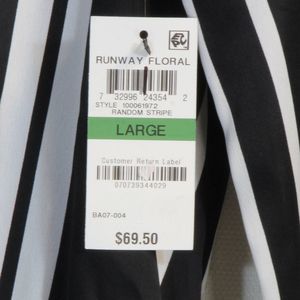 RUNWAY FLORAL
7 32996 24354 2
STYLE 100061972
RANDOM STRIPE
LARGE
Customer Return Label
070739344029
BA07-004
$69.50